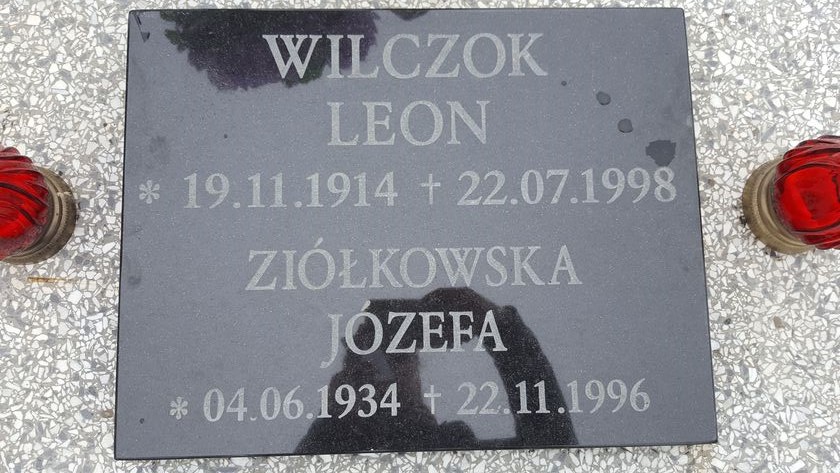 WILCZOK
LEON
* 19.11.1914 † 22.07.1998
ZIÓŁKOWSKA
JÓZEFA
* 04.06.1934 † 22.11.1996